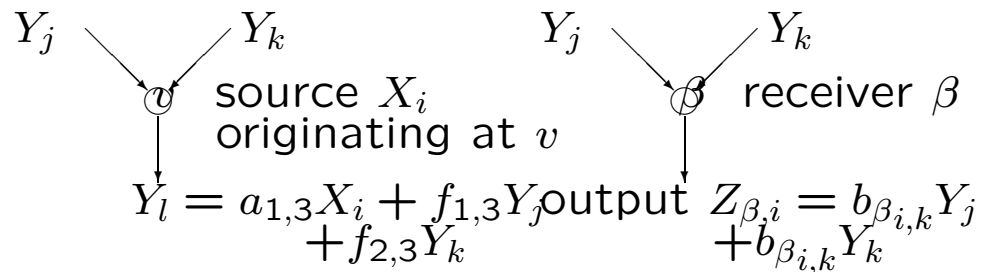 Y_j Y_k
v source X_i
originating at v
Y_l = a_{1,3}X_i + f_{1,3}Y_j
+f_{2,3}Y_k
Y_j Y_k
β receiver β
output Z_{β,i} = b_{β_{i,k}}Y_j
+b_{β_{i,k}}Y_k